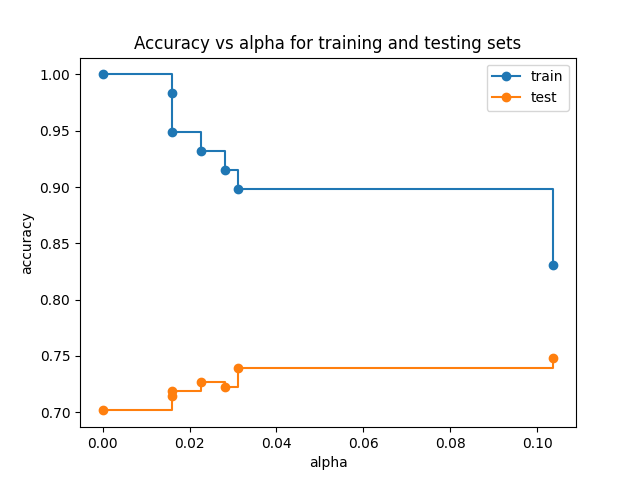 Accuracy vs alpha for training and testing sets
train
test
1.00
0.95
0.90
0.85
0.80
0.75
0.70
accuracy
0.00
0.02
0.04
0.06
0.08
0.10
alpha